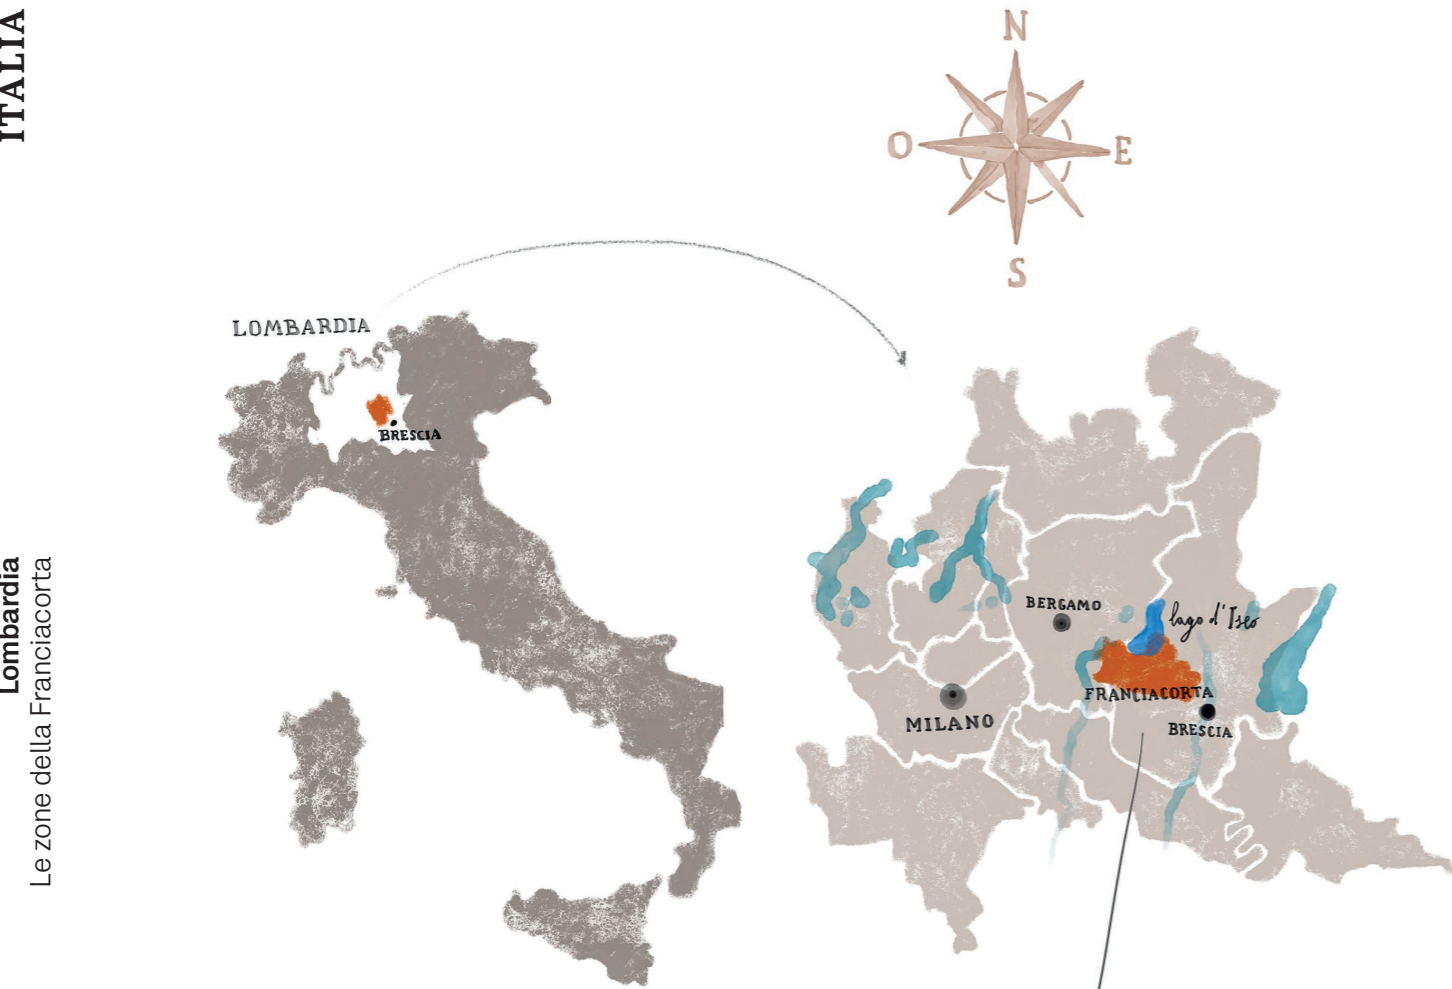 ITALIA
Lombardia
Le zone della Franciacorta
N
O
E
S
LOMBARDIA
BRESCIA
BERGAMO
lago d'Iseo
FRANCIACORTA
MILANO
BRESCIA